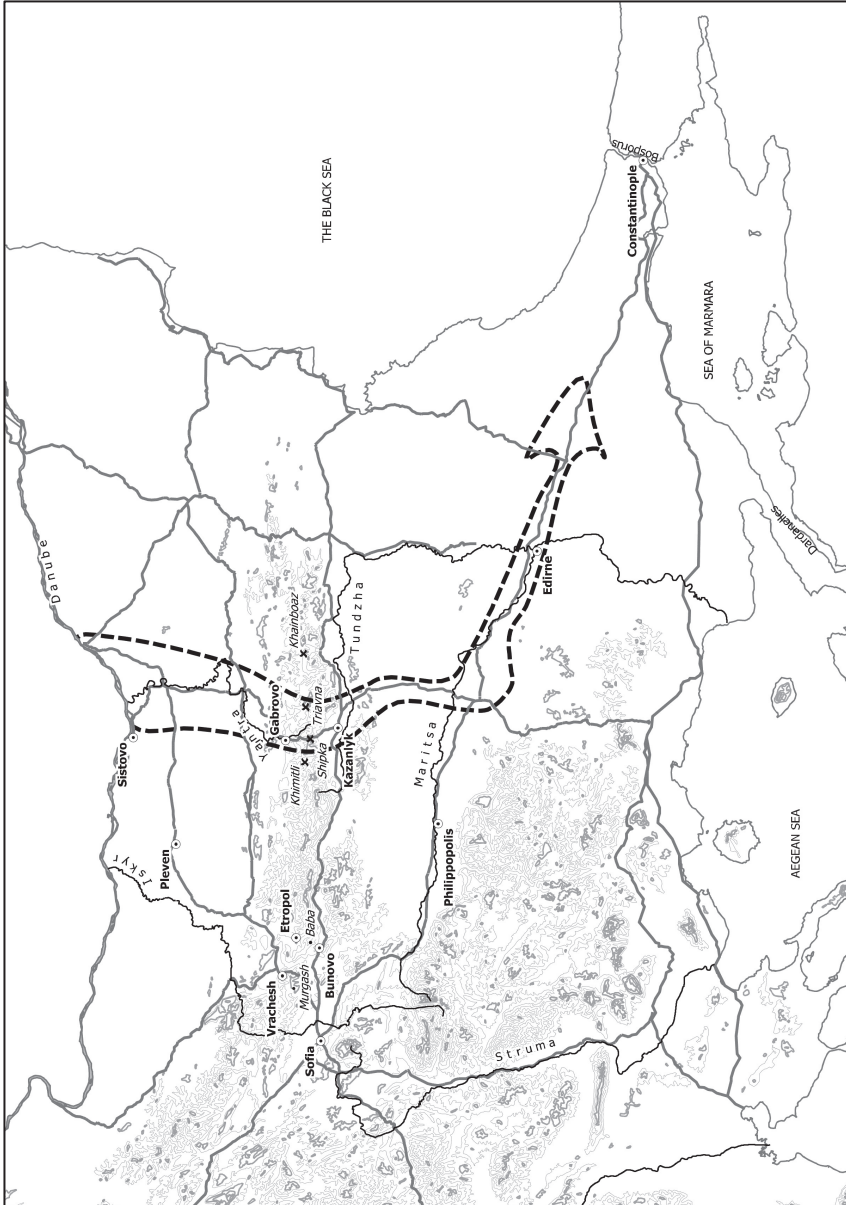 Danube
Sistovo
Iskyr
Pleven
Yantra
Vrachesh
Etropol
Gabrovo
Murgash
Baba
Khimitli
Khainboaz
Shipka
Triavna
Sofia
Bunovo
Kazanlyk
Tundzha
THE BLACK SEA
Maritsa
Philippopolis
Struma
Edirne
Constantinople
Bosporus
SEA OF MARMARA
Dardanelles
AEGEAN SEA